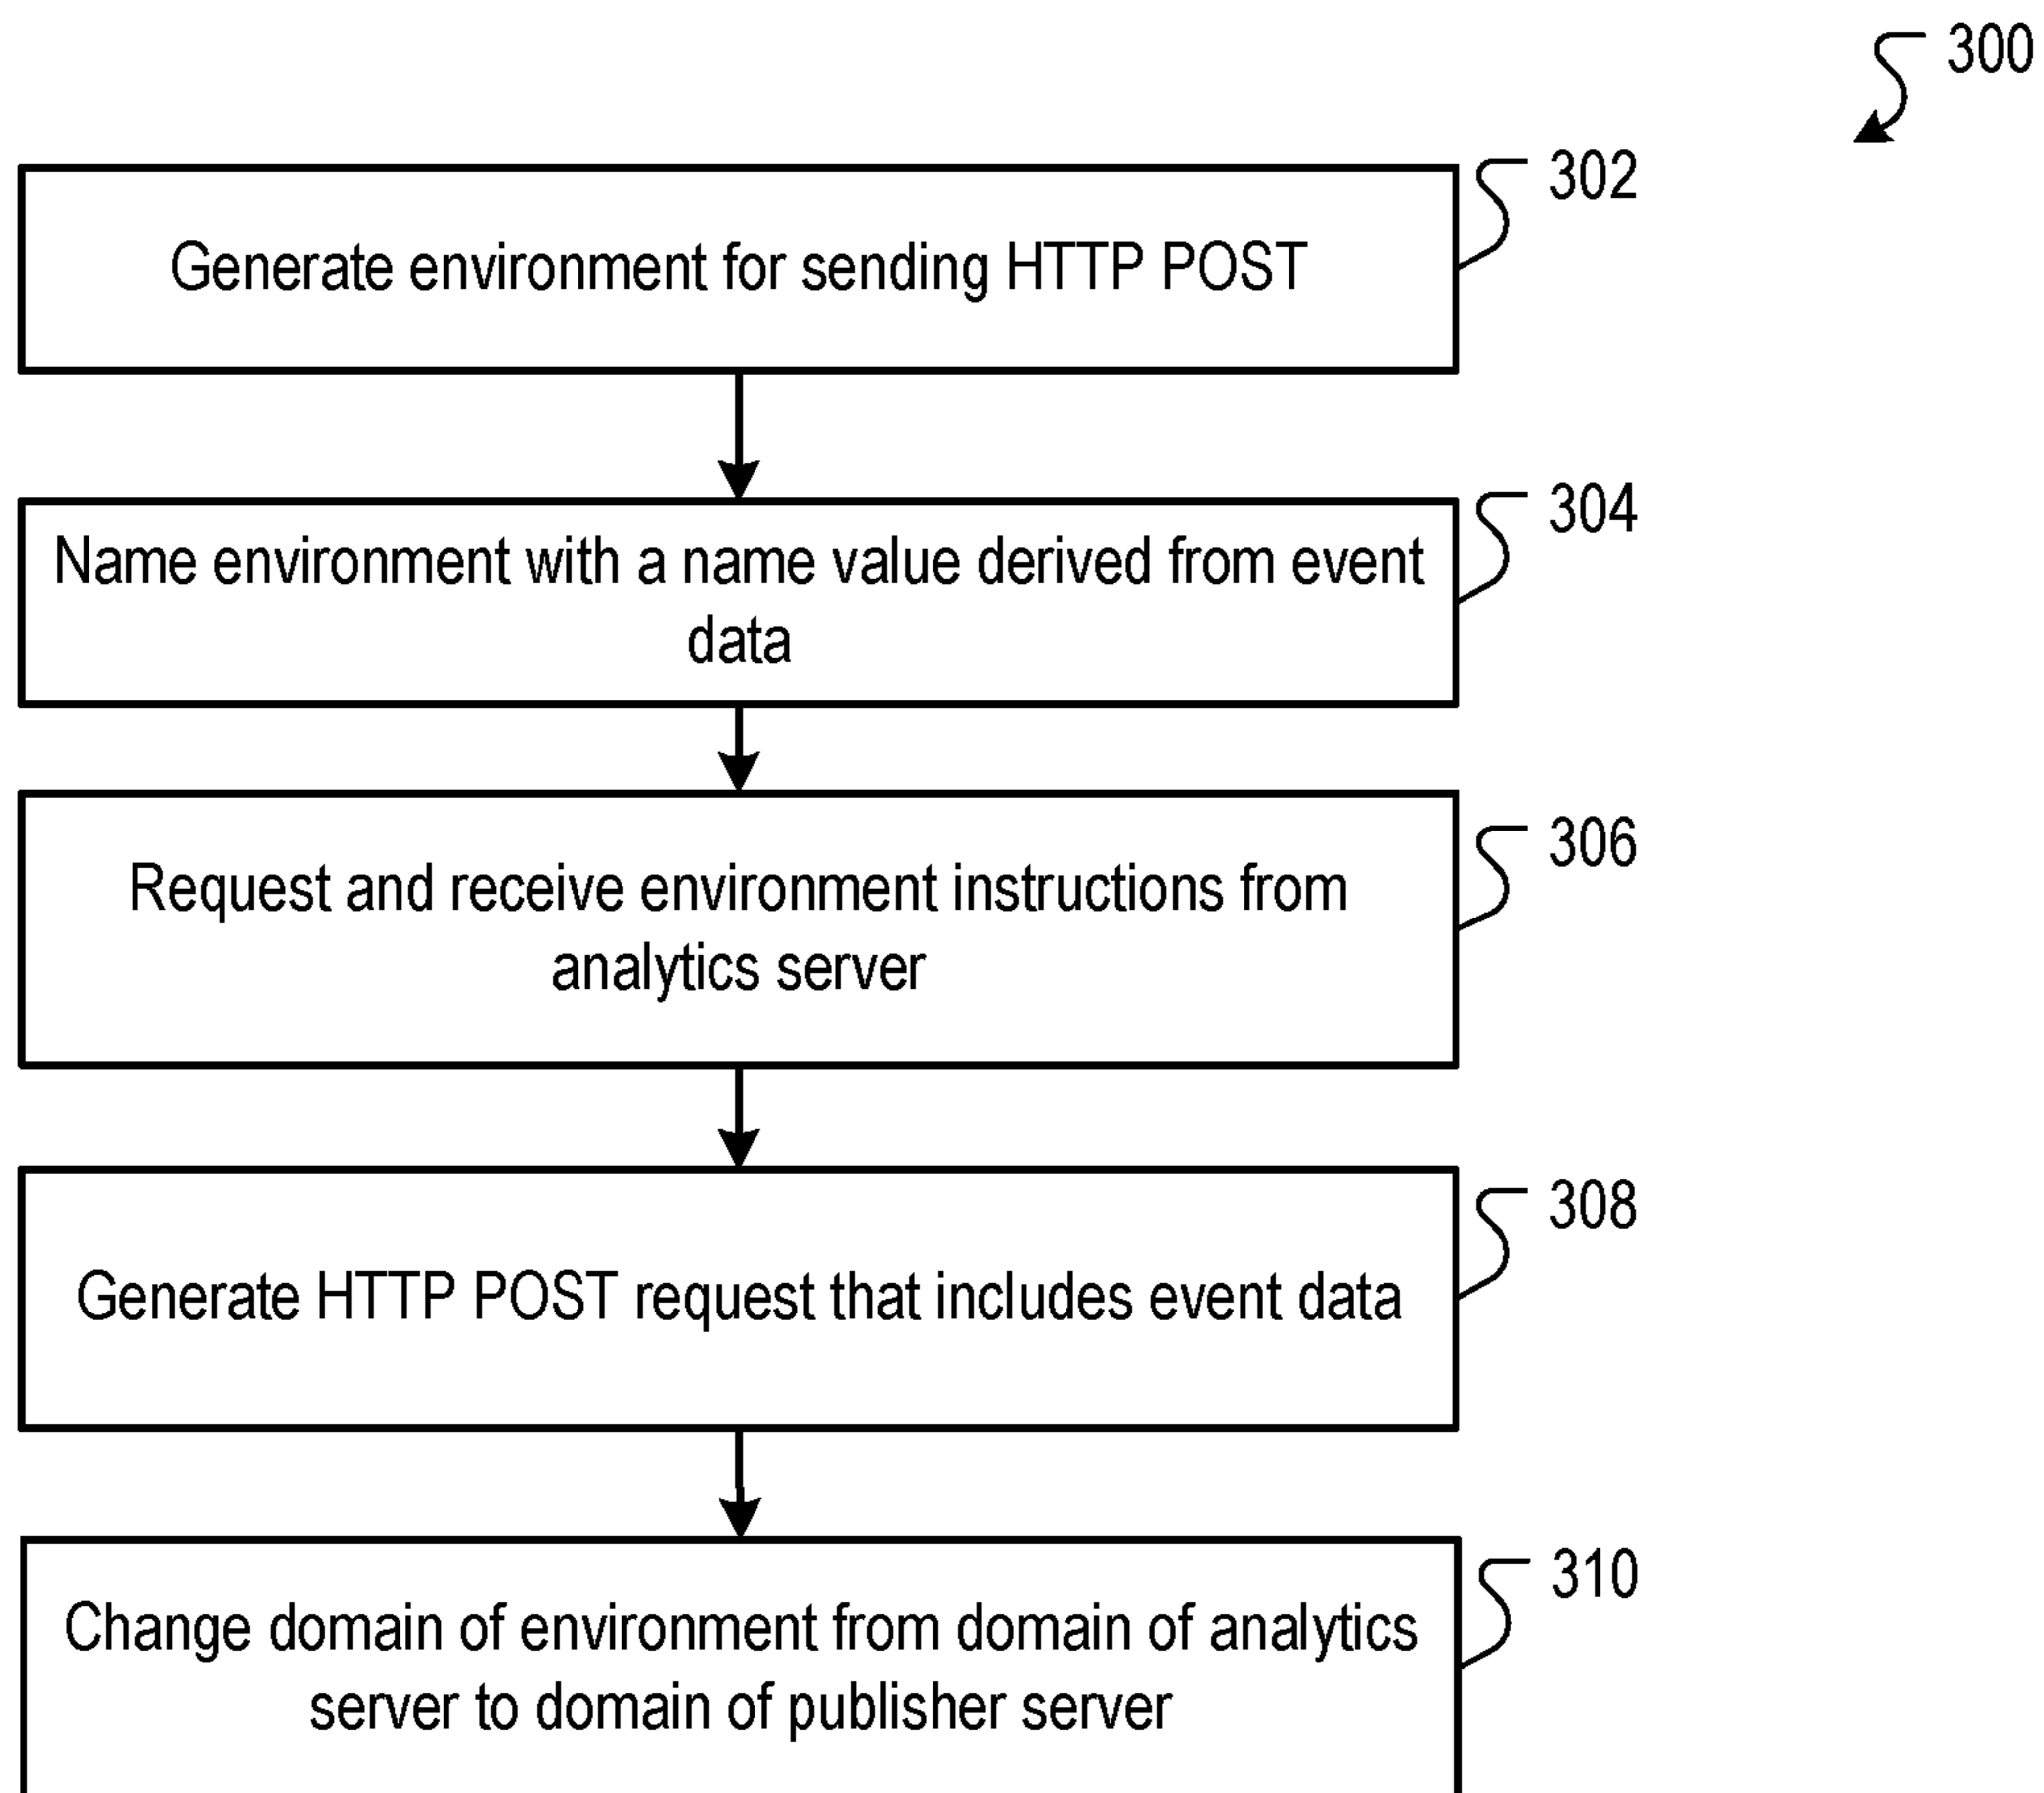 300
302
Generate environment for sending HTTP POST
304
Name environment with a name value derived from event
data
306
Request and receive environment instructions from
analytics server
308
Generate HTTP POST request that includes event data
310
Change domain of environment from domain of analytics
server to domain of publisher server